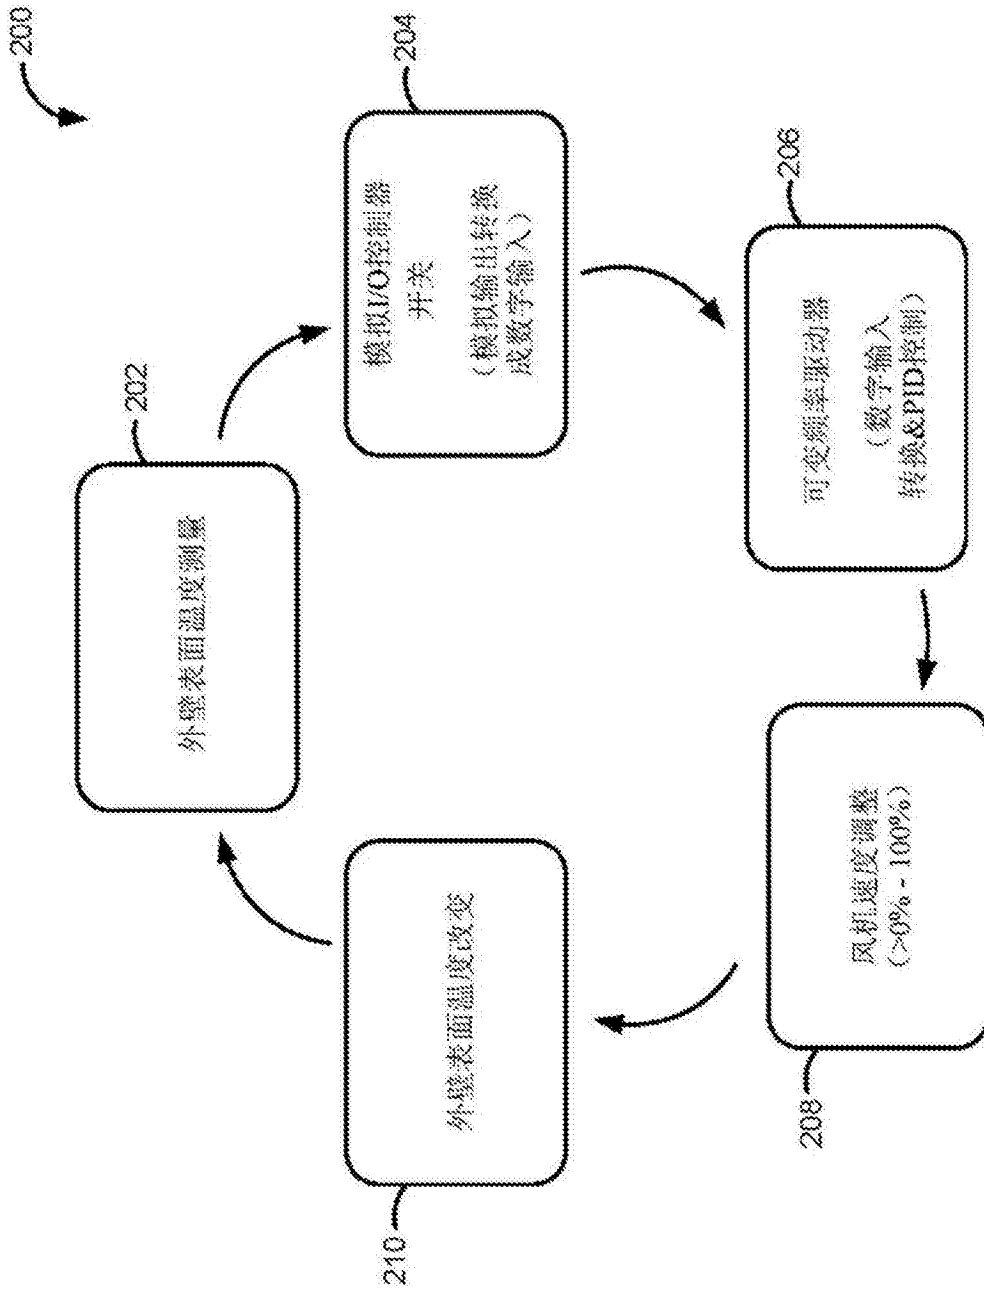 200
202
外壁表面温度测量
204
模拟I/O控制器
开关
（模拟输出转换
成数字输入）
206
可变频率驱动器
（数字输入
转换&PID控制）
208
风机速度调整
（>0% - 100%）
210
外壁表面温度改变